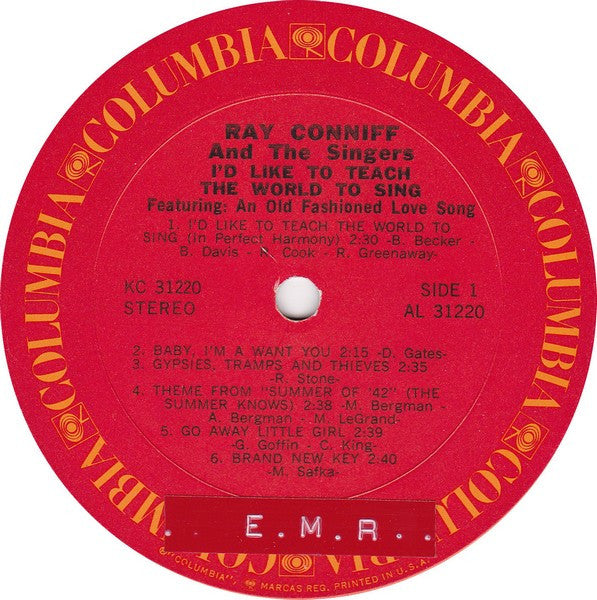 COLUMBIA COLUMBIA COLUMBIA COLUMBIA COLUMBIA COLUMBIA
RAY CONNIFF
And The Singers
I'D LIKE TO TEACH
THE WORLD TO SING
Featuring: An Old Fashioned Love Song
1. I'D LIKE TO TEACH THE WORLD TO
SING (In Perfect Harmony) 2:30 -B. Becker -
B. Davis - R. Cook - R. Greenaway-
KC 31220
STEREO
SIDE 1
AL 31220
2. BABY, I'M A WANT YOU 2:15 -D. Gates-
3. GYPSIES, TRAMPS AND THIEVES 2:35
-R. Stone-
4. THEME FROM "SUMMER OF '42" (THE
SUMMER KNOWS) 2:38 -M. Bergman -
A. Bergman - M. LeGrand-
5. GO AWAY LITTLE GIRL 2:39
-G. Goffin - C. King-
6. BRAND NEW KEY 2:40
-M. Safka-
. E.M.R..
"COLUMBIA", MARCAS REG. PRINTED IN U.S.A.